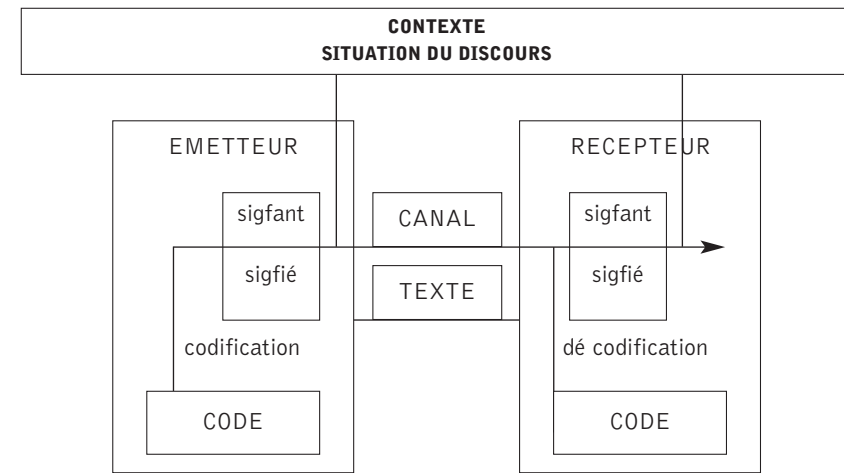 CONTEXTE
SITUATION DU DISCOURS
EMETTEUR
RECEPTEUR
sigfant
CANAL
sigfant
sigfié
TEXTE
sigfié
codification
dé codification
CODE
CODE